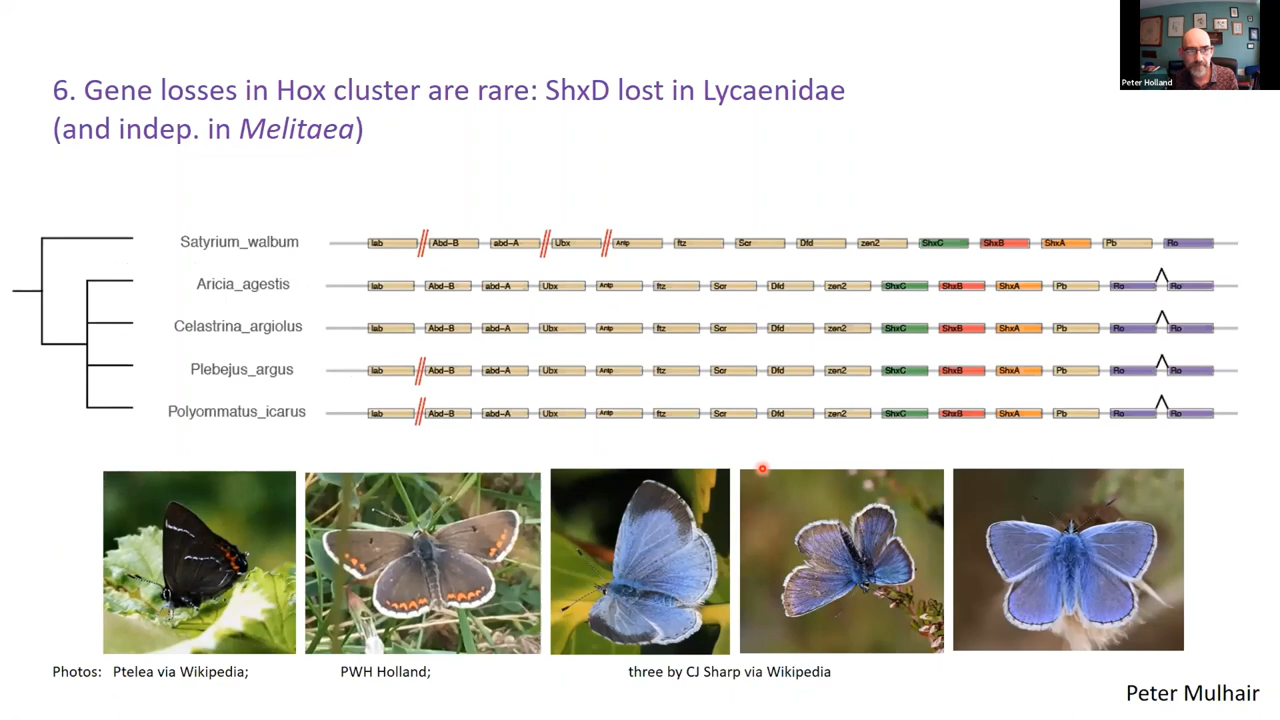 Peter Holland
6. Gene losses in Hox cluster are rare: ShxD lost in Lycaenidae
(and indep. in Melitaea)
Satyrium_walbum lab Abd-B abd-A Ubx Antp ftz Scr Dfd zen2 ShxC ShxB ShxA Pb Ro
Aricia_agestis lab Abd-B abd-A Ubx Antp ftz Scr Dfd zen2 ShxC ShxB ShxA Pb Ro Ro
Celastrina_argiolus lab Abd-B abd-A Ubx Antp ftz Scr Dfd zen2 ShxC ShxB ShxA Pb Ro Ro
Plebejus_argus lab Abd-B abd-A Ubx Antp ftz Scr Dfd zen2 ShxC ShxB ShxA Pb Ro Ro
Polyommatus_icarus lab Abd-B abd-A Ubx Antp ftz Scr Dfd zen2 ShxC ShxB ShxA Pb Ro Ro
Photos: Ptelea via Wikipedia; PWH Holland; three by CJ Sharp via Wikipedia
Peter Mulhair